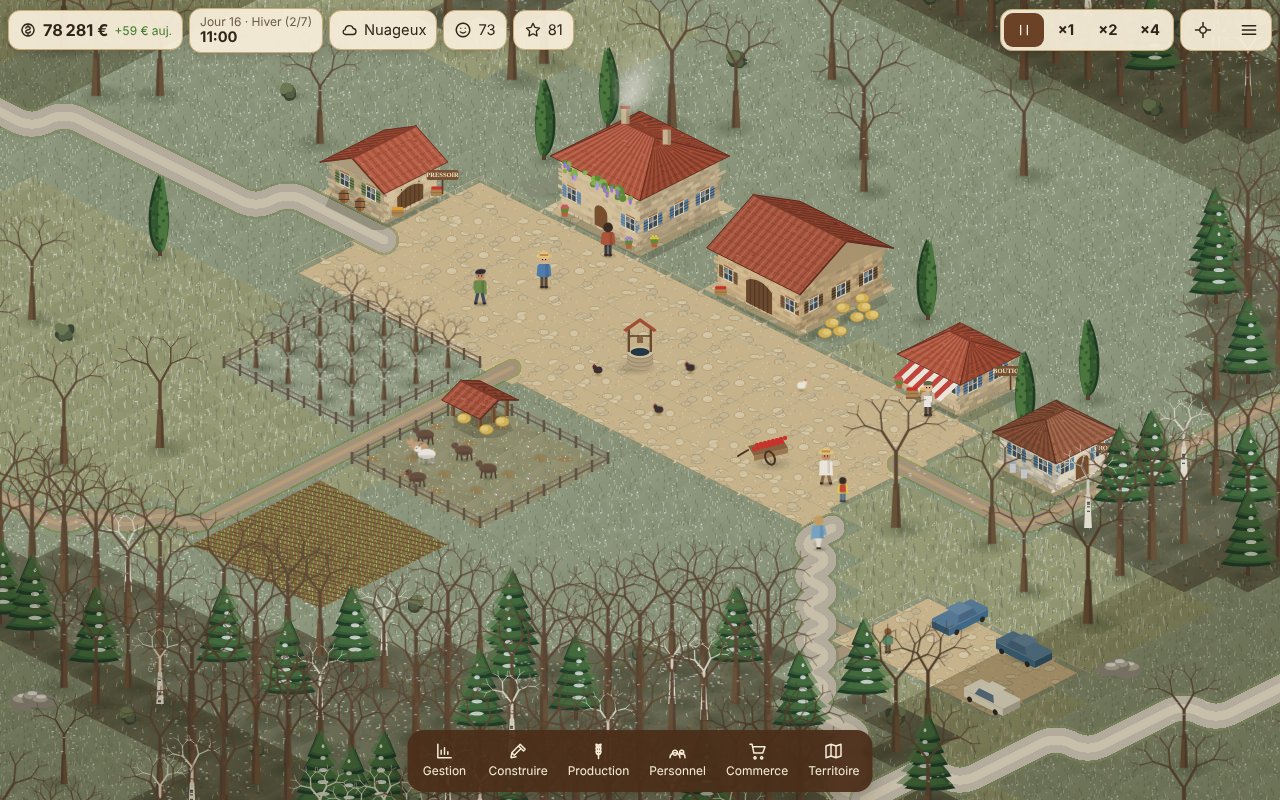 78 281 € +59 € auj.
Jour 16 · Hiver (2/7)
11:00
Nuageux
73
81
×1
×2
×4
PRESSOIR
Gestion
Construire
Production
Personnel
Commerce
Territoire